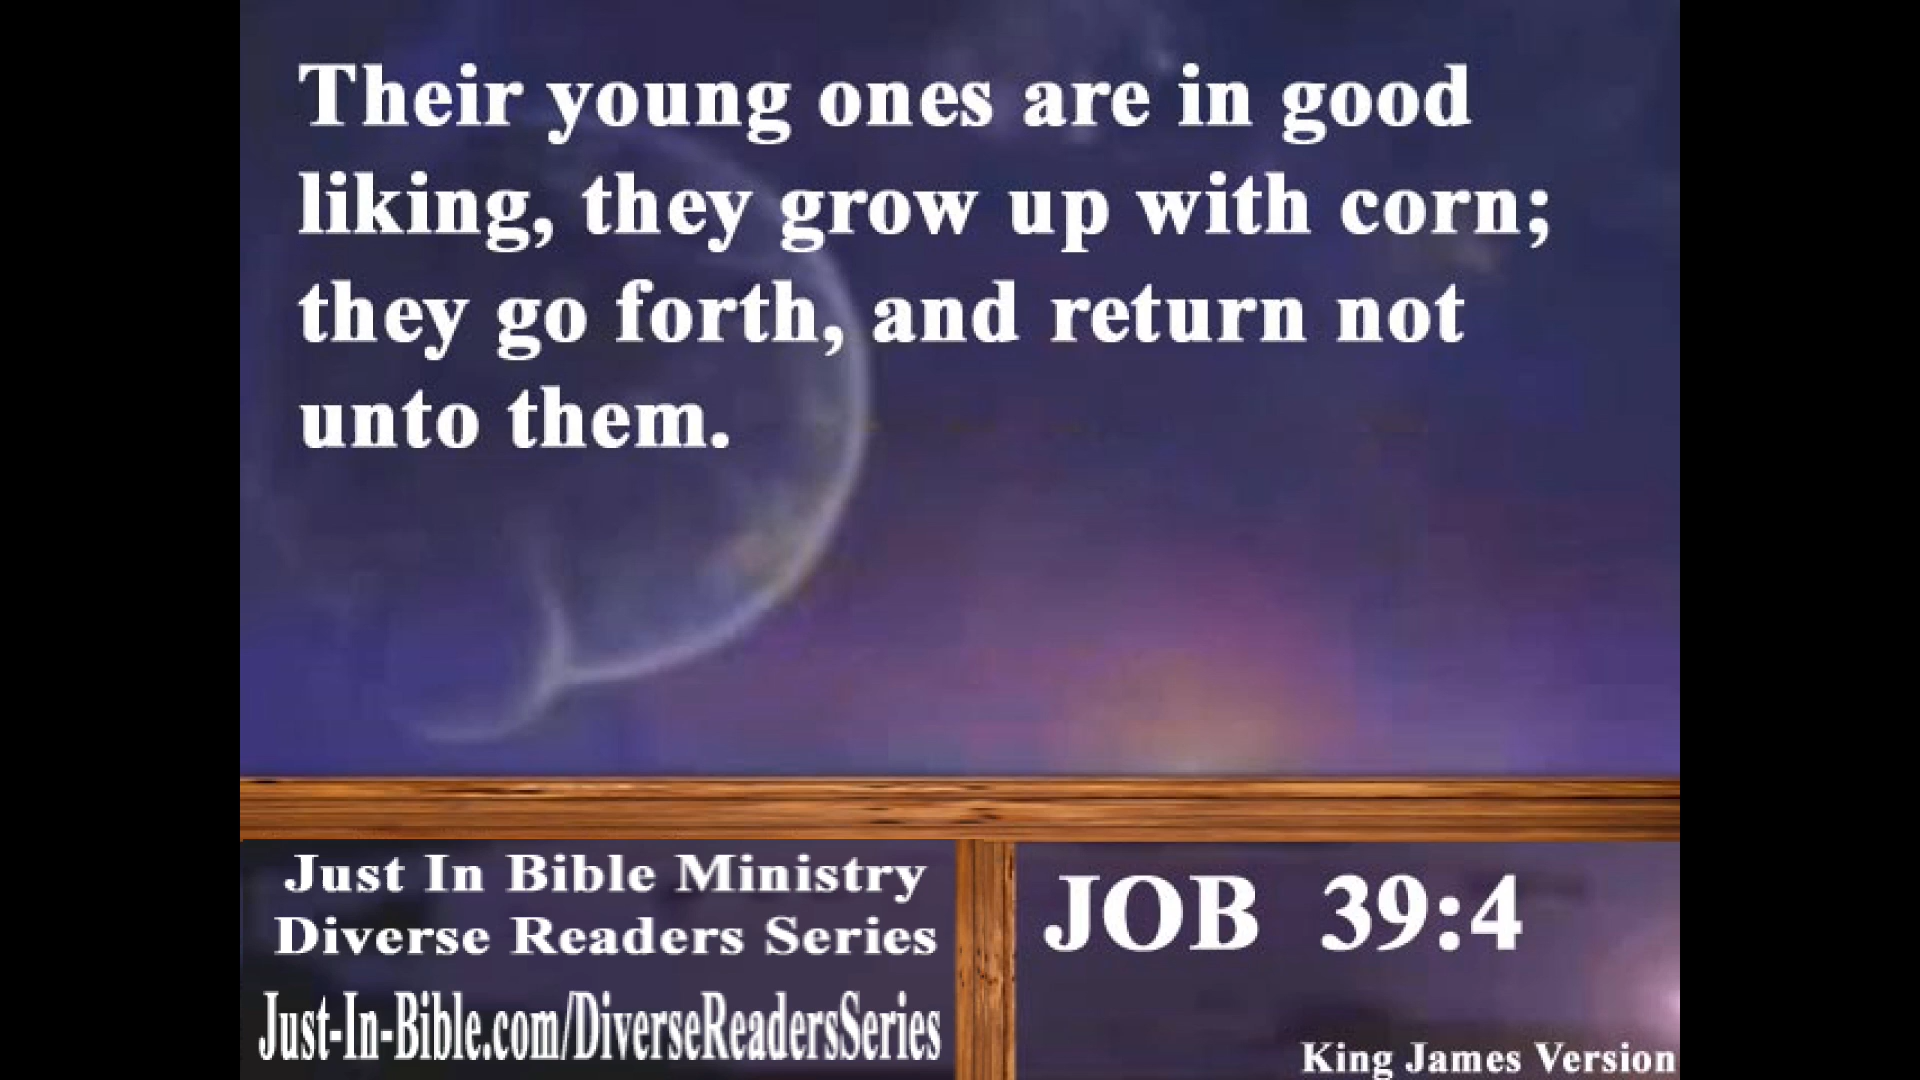 Their young ones are in good
liking, they grow up with corn;
they go forth, and return not
unto them.
Just In Bible Ministry
Diverse Readers Series
Just-In-Bible.com/DiverseReadersSeries
JOB 39:4
King James Version